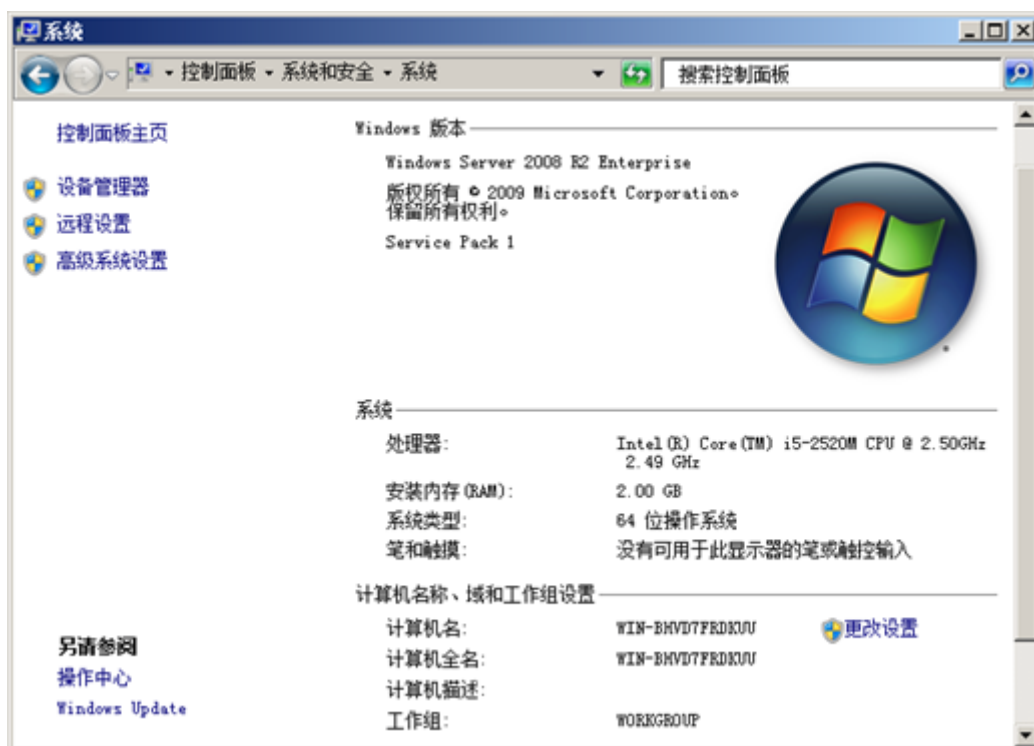 系统
控制面板 系统和安全 系统
搜索控制面板
控制面板主页
设备管理器
远程设置
高级系统设置
另请参阅
操作中心
Windows Update
Windows 版本
Windows Server 2008 R2 Enterprise
版权所有 © 2009 Microsoft Corporation。
保留所有权利。
Service Pack 1
系统
处理器: Intel(R) Core(TM) i5-2520M CPU @ 2.50GHz
2.49 GHz
安装内存(RAM): 2.00 GB
系统类型: 64 位操作系统
笔和触摸: 没有可用于此显示器的笔或触控输入
计算机名称、域和工作组设置
计算机名: WIN-BHVD7FRDKUU 更改设置
计算机全名: WIN-BHVD7FRDKUU
计算机描述:
工作组: WORKGROUP